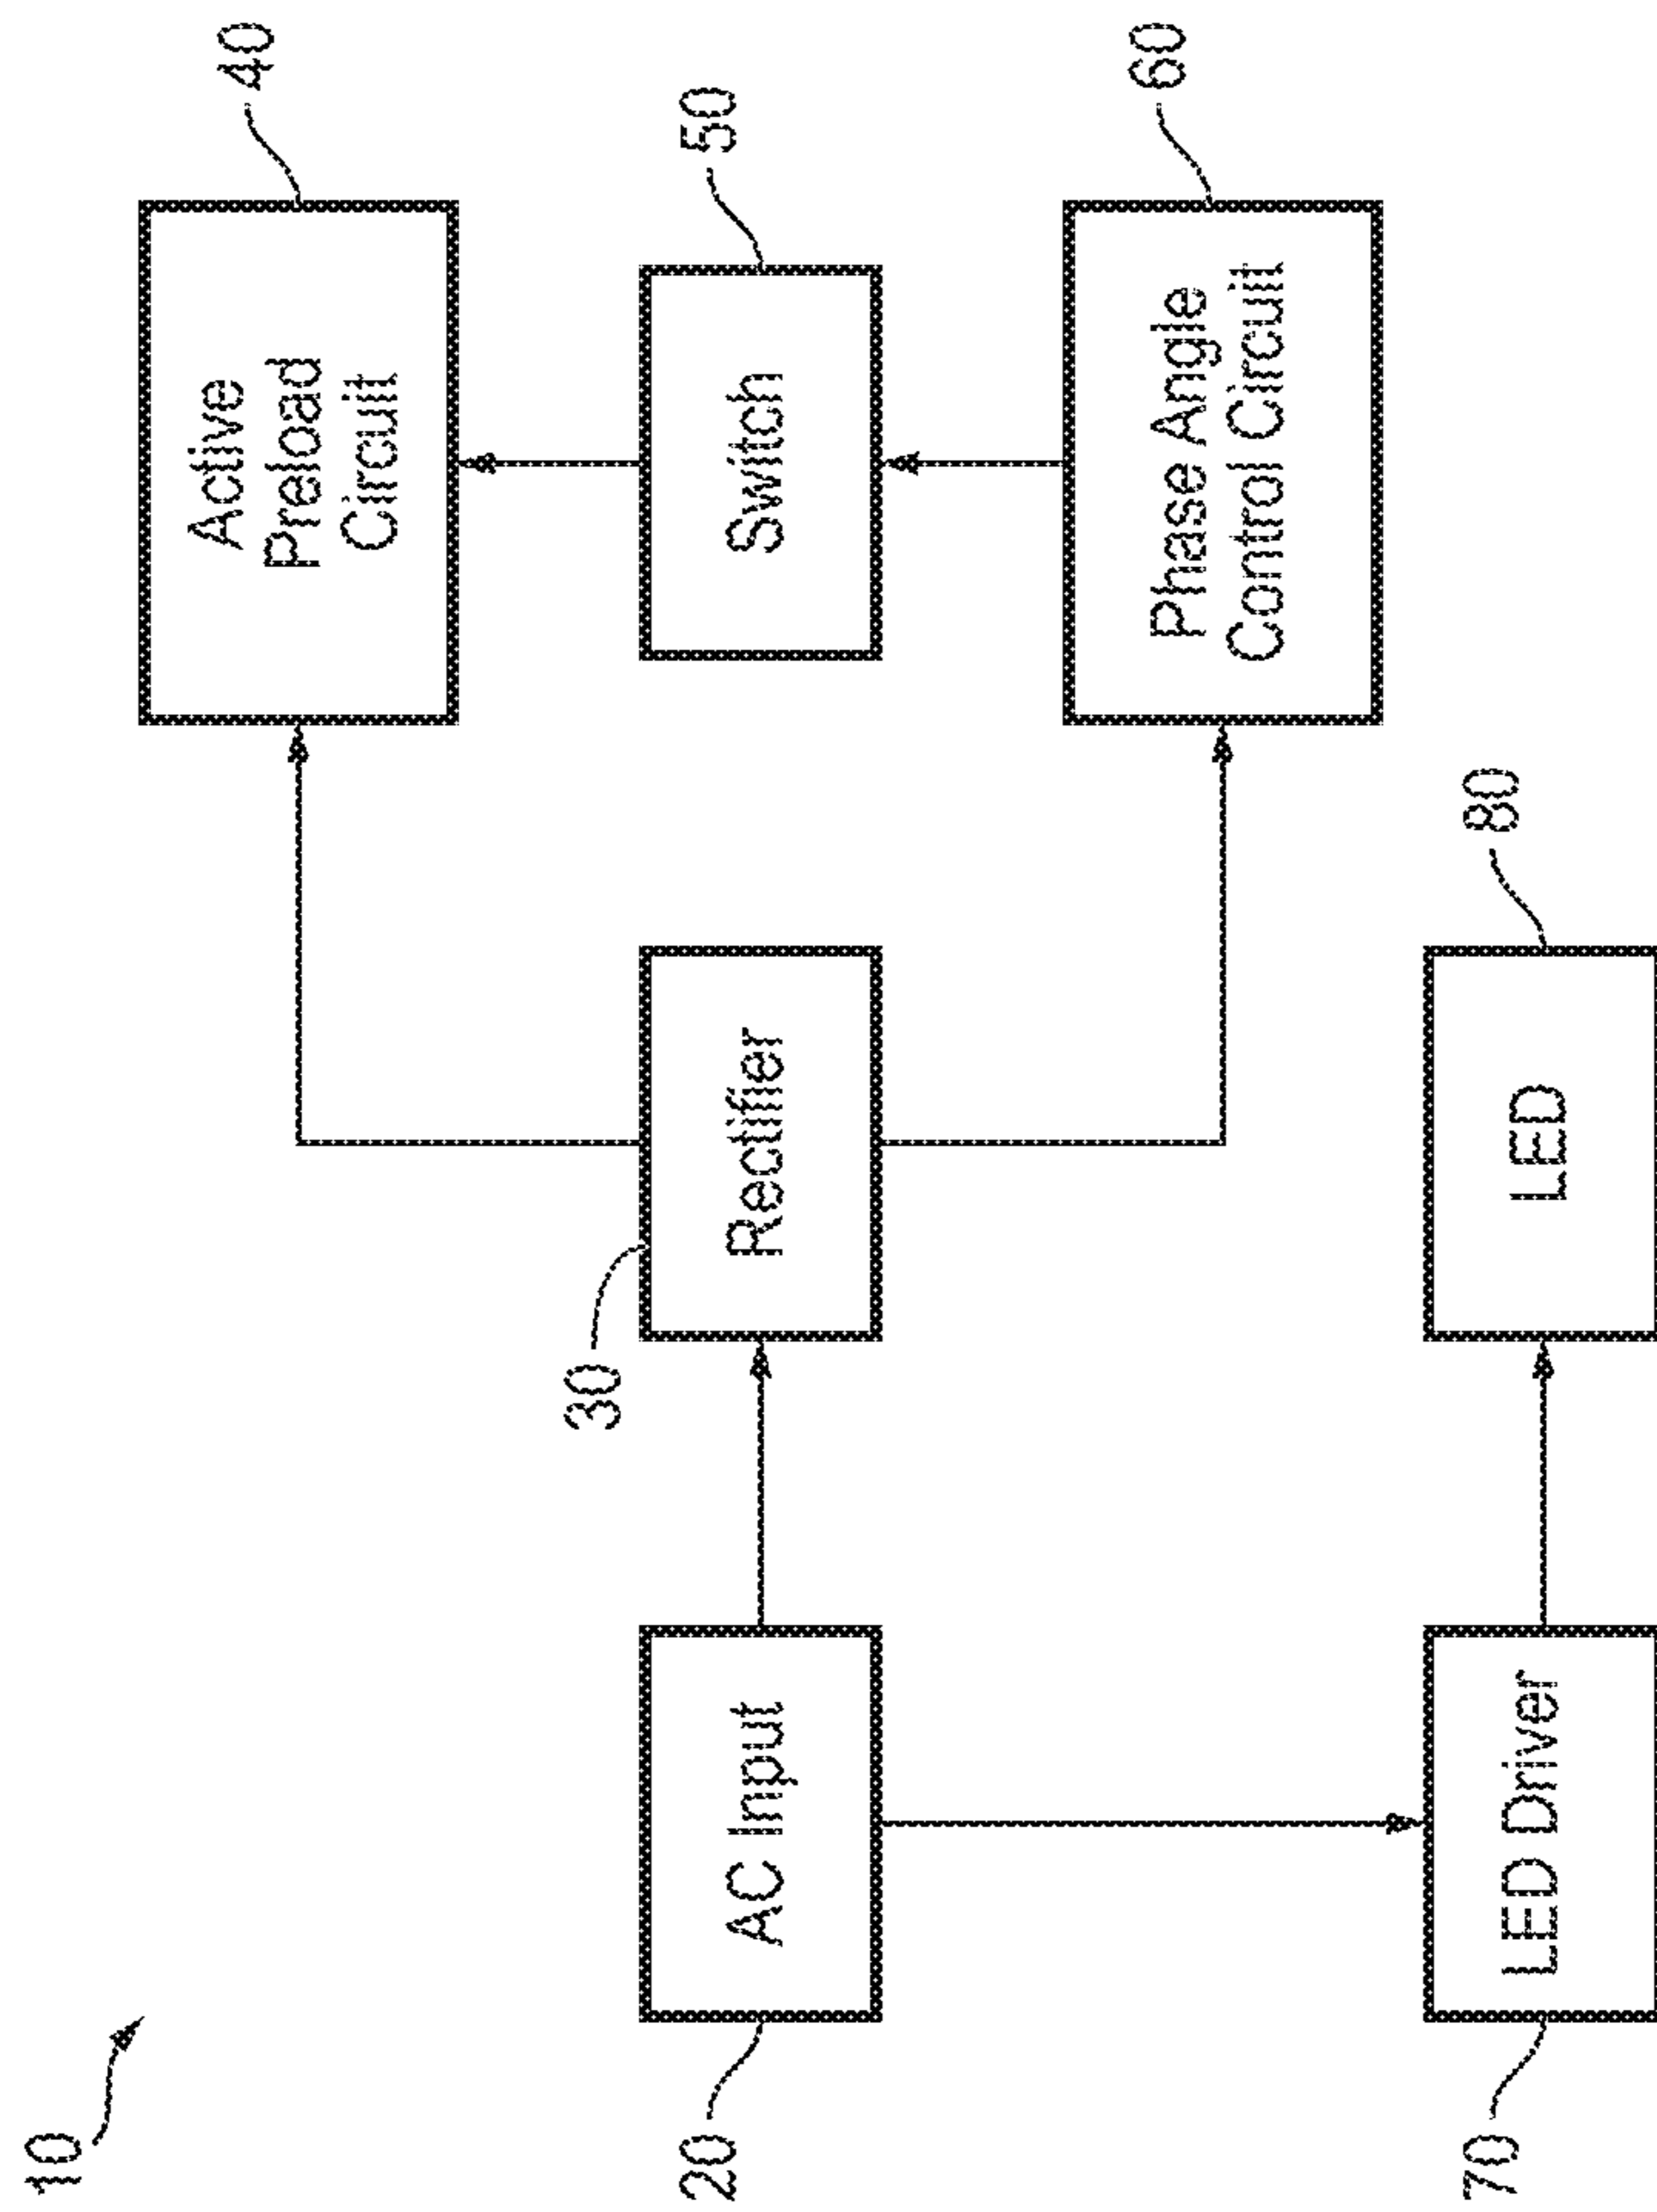 10
40
Active
Preload
Circuit
50
Switch
30
Rectifier
20
AC Input
60
Phase Angle
Control Circuit
80
LED
70
LED Driver